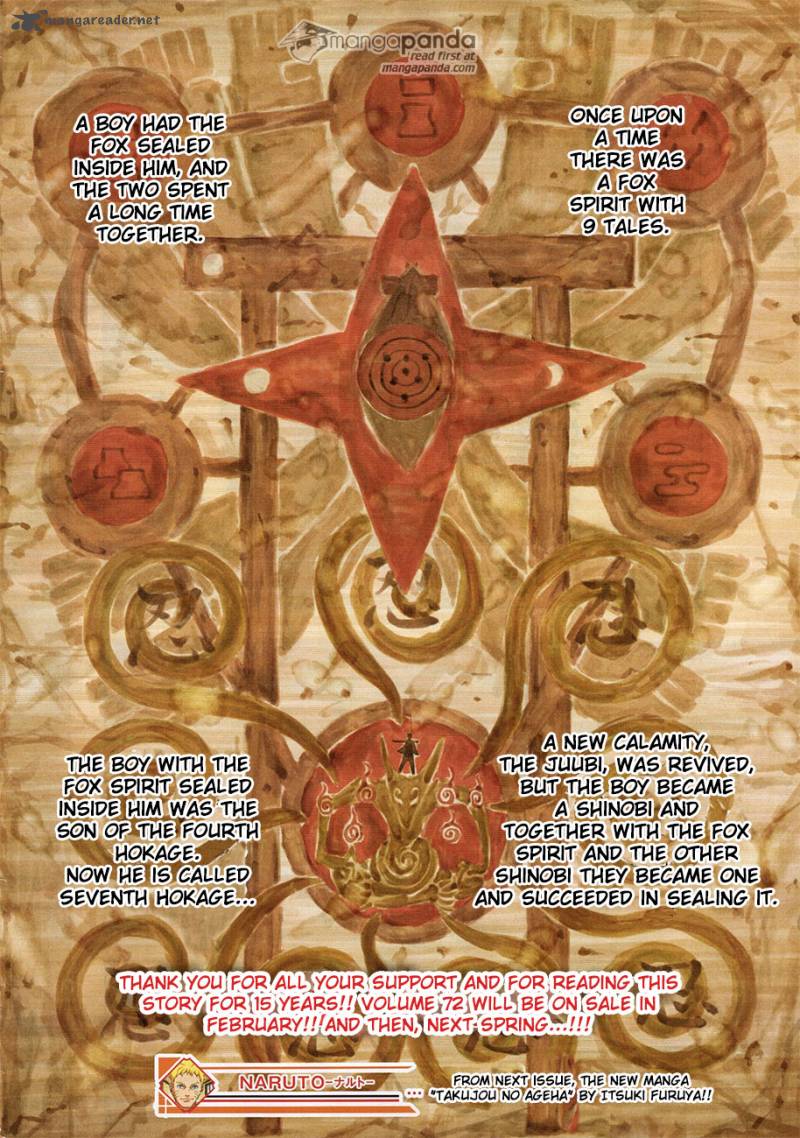 mangareader.net
mangapanda
read first at
mangapanda.com
ONCE UPON
A TIME
THERE WAS
A FOX
SPIRIT WITH
9 TALES.
A BOY HAD THE
FOX SEALED
INSIDE HIM, AND
THE TWO SPENT
A LONG TIME
TOGETHER.
忍
忍
忍
A NEW CALAMITY,
THE JUUBI, WAS REVIVED,
BUT THE BOY BECAME
A SHINOBI AND
TOGETHER WITH THE FOX
SPIRIT AND THE OTHER
SHINOBI THEY BECAME ONE
AND SUCCEEDED IN SEALING IT.
THE BOY WITH THE
FOX SPIRIT SEALED
INSIDE HIM WAS THE
SON OF THE FOURTH
HOKAGE.
NOW HE IS CALLED
SEVENTH HOKAGE...
THANK YOU FOR ALL YOUR SUPPORT AND FOR READING THIS
STORY FOR 15 YEARS!! VOLUME 72 WILL BE ON SALE IN
FEBRUARY!! AND THEN, NEXT SPRING...!!!
NARUTO -ナルト-
... FROM NEXT ISSUE, THE NEW MANGA
"TAKUJOU NO AGEHA" BY ITSUKI FURUYA!!